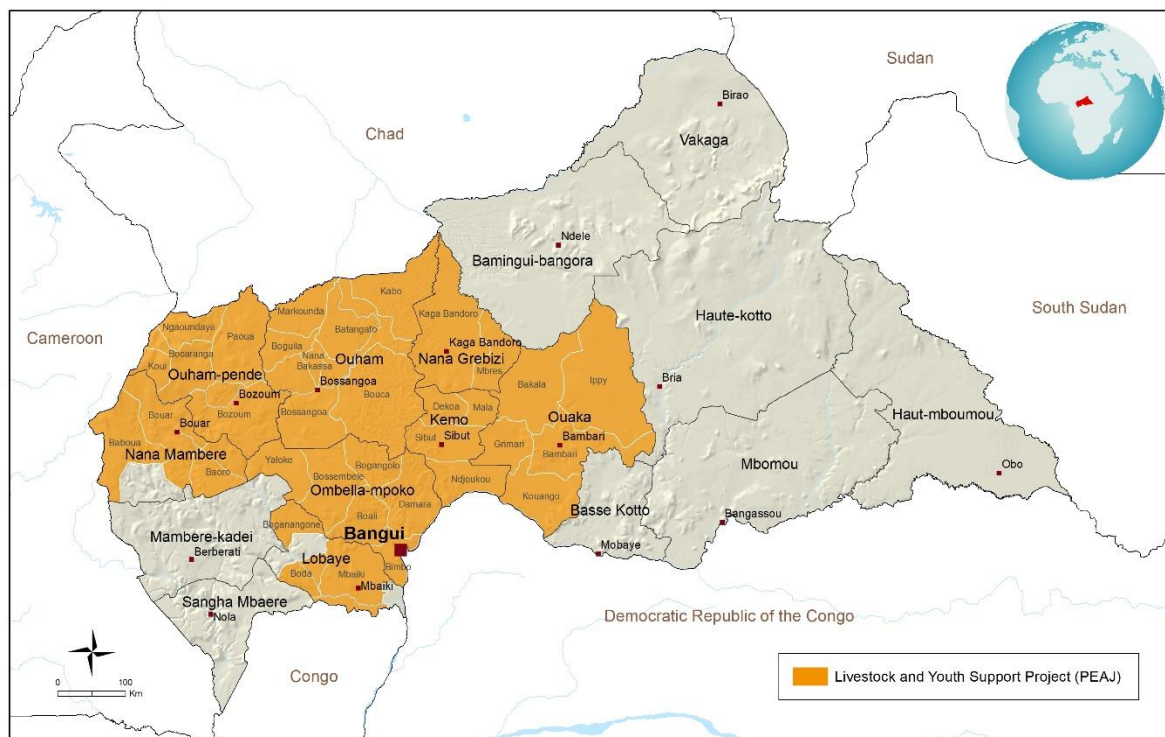 Sudan
Birao
Vakaga
Chad
Ndele
Bamingui-bangora
Kabo
Markounda
Kaga Bandoro
Ngaoundaye
Paoua
Batangafo
Haute-kotto
South Sudan
Cameroon
Bocaranga
Boguila
Nana
Bakassa
Ouham
Kaga Bandoro
Nana Grebizi
Koui
Ouham-pende
Mbres
Bossangoa
Bakala
Ippy
Bria
Bozoum
Bozoum
Bouca
Bossangoa
Dekoa
Mala
Kemo
Ouaka
Haut-mboumou
Bouar
Bouar
Baboua
Nana Mambere
Sibut
Sibut
Grimari
Bambari
Bambari
Mbomou
Obo
Yaloke
Bogangolo
Bossembele
Baoro
Ndjoukou
Ombella-mpoko
Damara
Kouango
Basse Kotto
Boganangone
Boali
Bangassou
Mambere-kadei
Bangui
Mobaye
Berberati
Lobaye
Bimbo
Boda
Mbaiki
Mbaiki
Sangha Mbaere
Nola
Democratic Republic of the Congo
Congo
0 100
Km
Livestock and Youth Support Project (PEAJ)